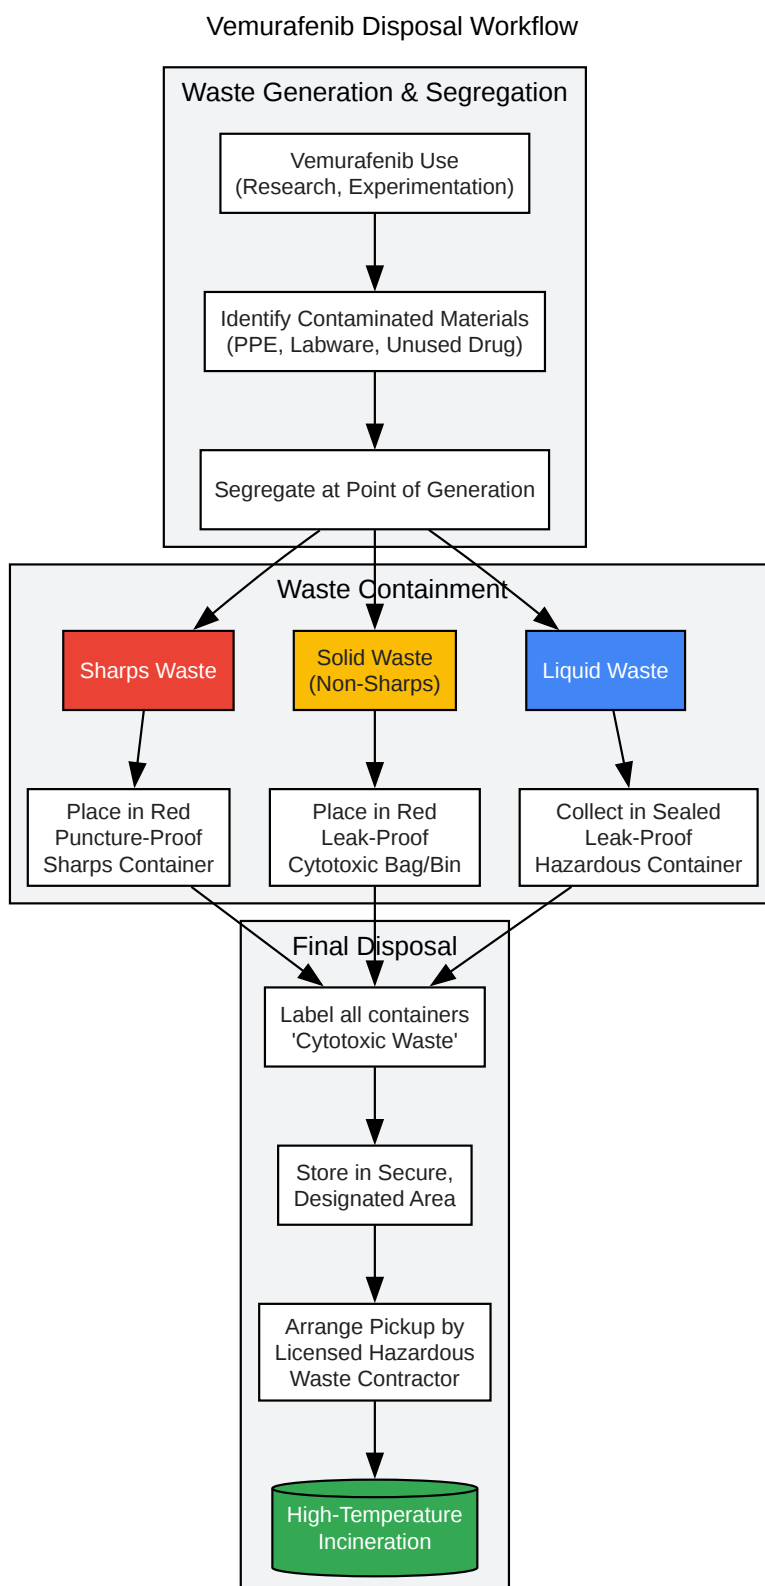 Vemurafenib Disposal Workflow
Waste Generation & Segregation
Vemurafenib Use
(Research, Experimentation)
Identify Contaminated Materials
(PPE, Labware, Unused Drug)
Segregate at Point of Generation
Waste Containment
Sharps Waste
Solid Waste
(Non-Sharps)
Liquid Waste
Place in Red
Puncture-Proof
Sharps Container
Place in Red
Leak-Proof
Cytotoxic Bag/Bin
Collect in Sealed
Leak-Proof
Hazardous Container
Final Disposal
Label all containers
'Cytotoxic Waste'
Store in Secure,
Designated Area
Arrange Pickup by
Licensed Hazardous
Waste Contractor
High-Temperature
Incineration